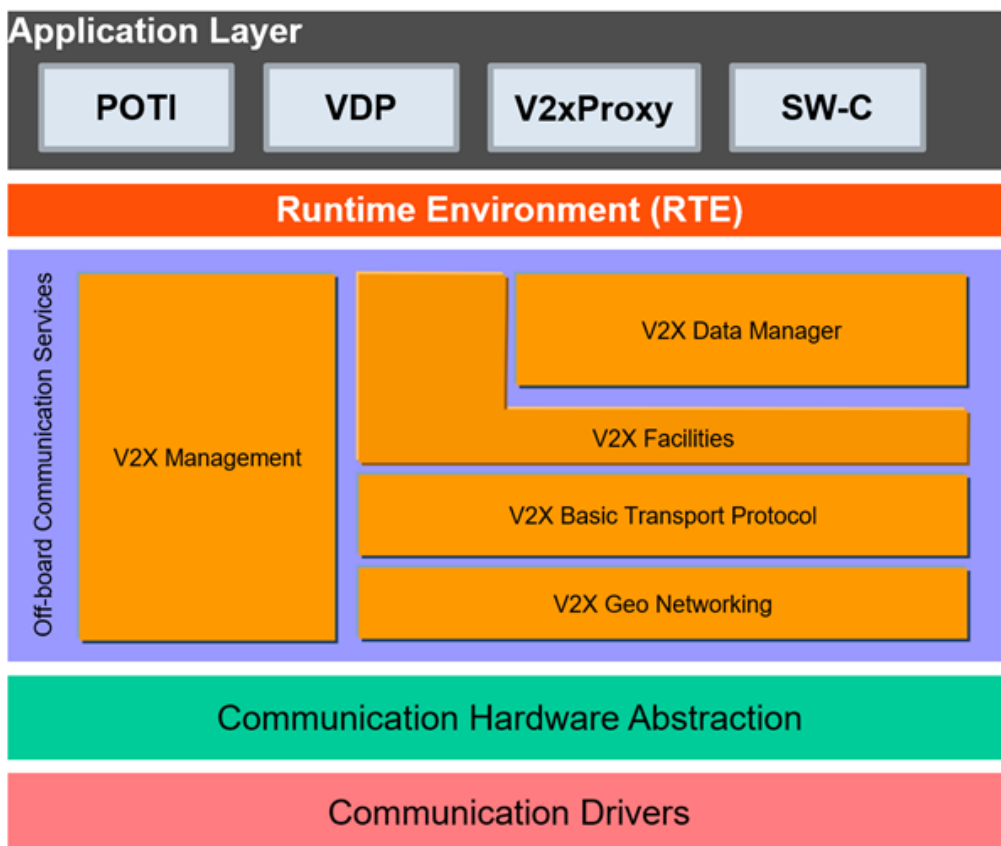 Application Layer
POTI
VDP
V2xProxy
SW-C
Runtime Environment (RTE)
Off-board Communication Services
V2X Management
V2X Data Manager
V2X Facilities
V2X Basic Transport Protocol
V2X Geo Networking
Communication Hardware Abstraction
Communication Drivers